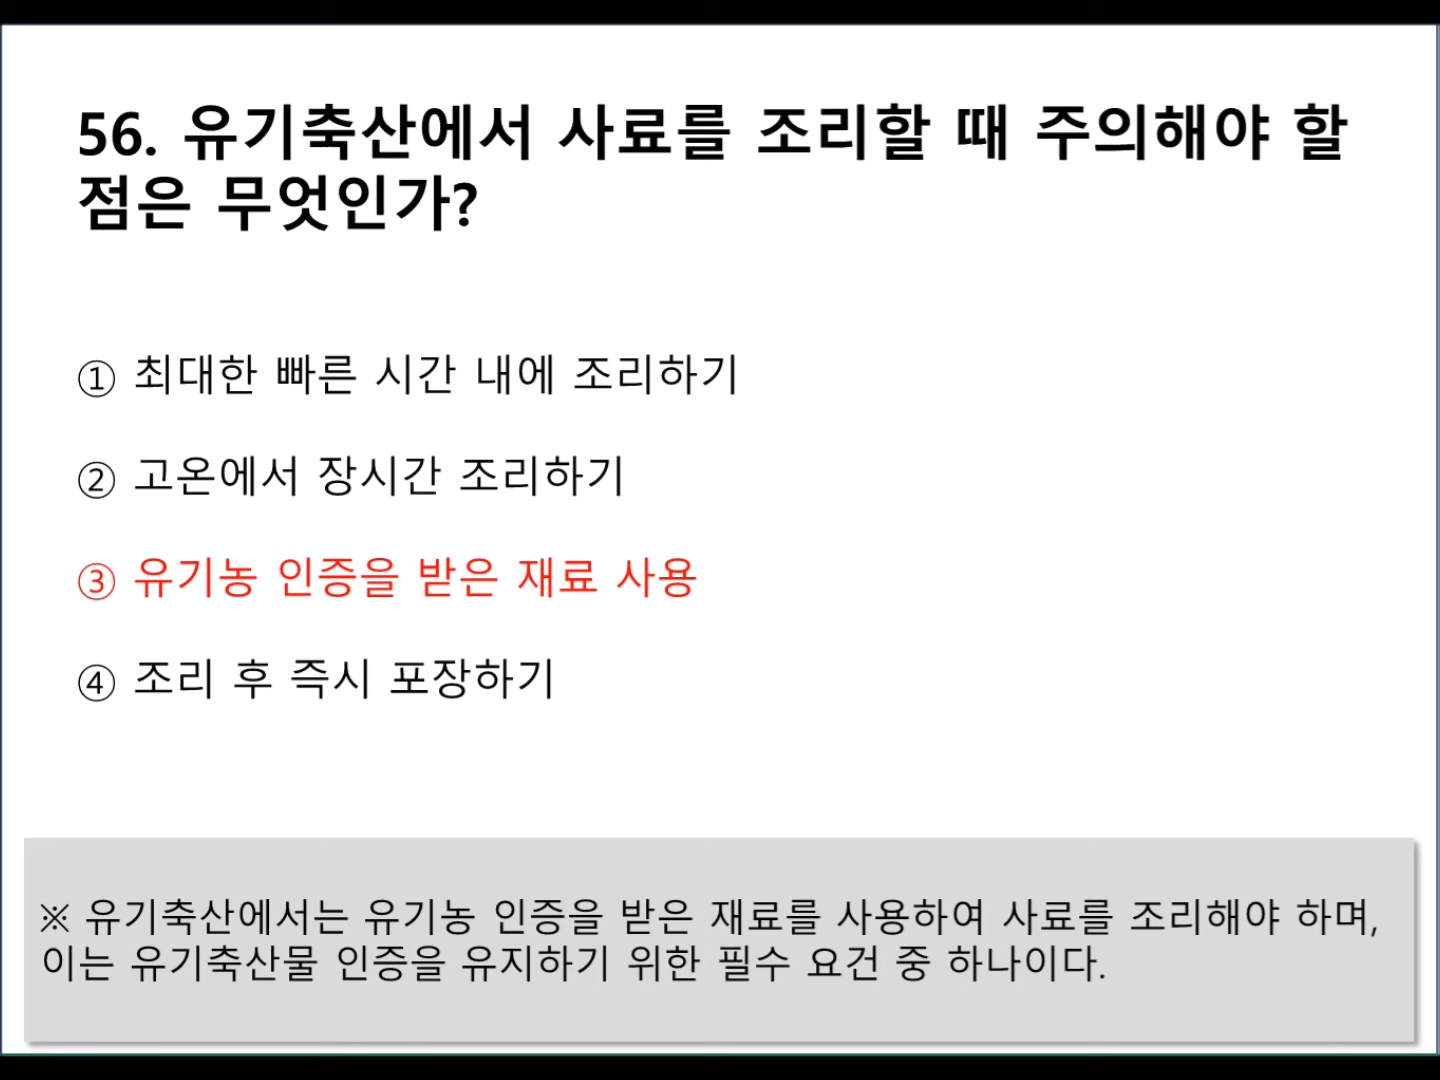 56. 유기축산에서 사료를 조리할 때 주의해야 할
점은 무엇인가?
① 최대한 빠른 시간 내에 조리하기
② 고온에서 장시간 조리하기
③ 유기농 인증을 받은 재료 사용
④ 조리 후 즉시 포장하기
※ 유기축산에서는 유기농 인증을 받은 재료를 사용하여 사료를 조리해야 하며,
이는 유기축산물 인증을 유지하기 위한 필수 요건 중 하나이다.